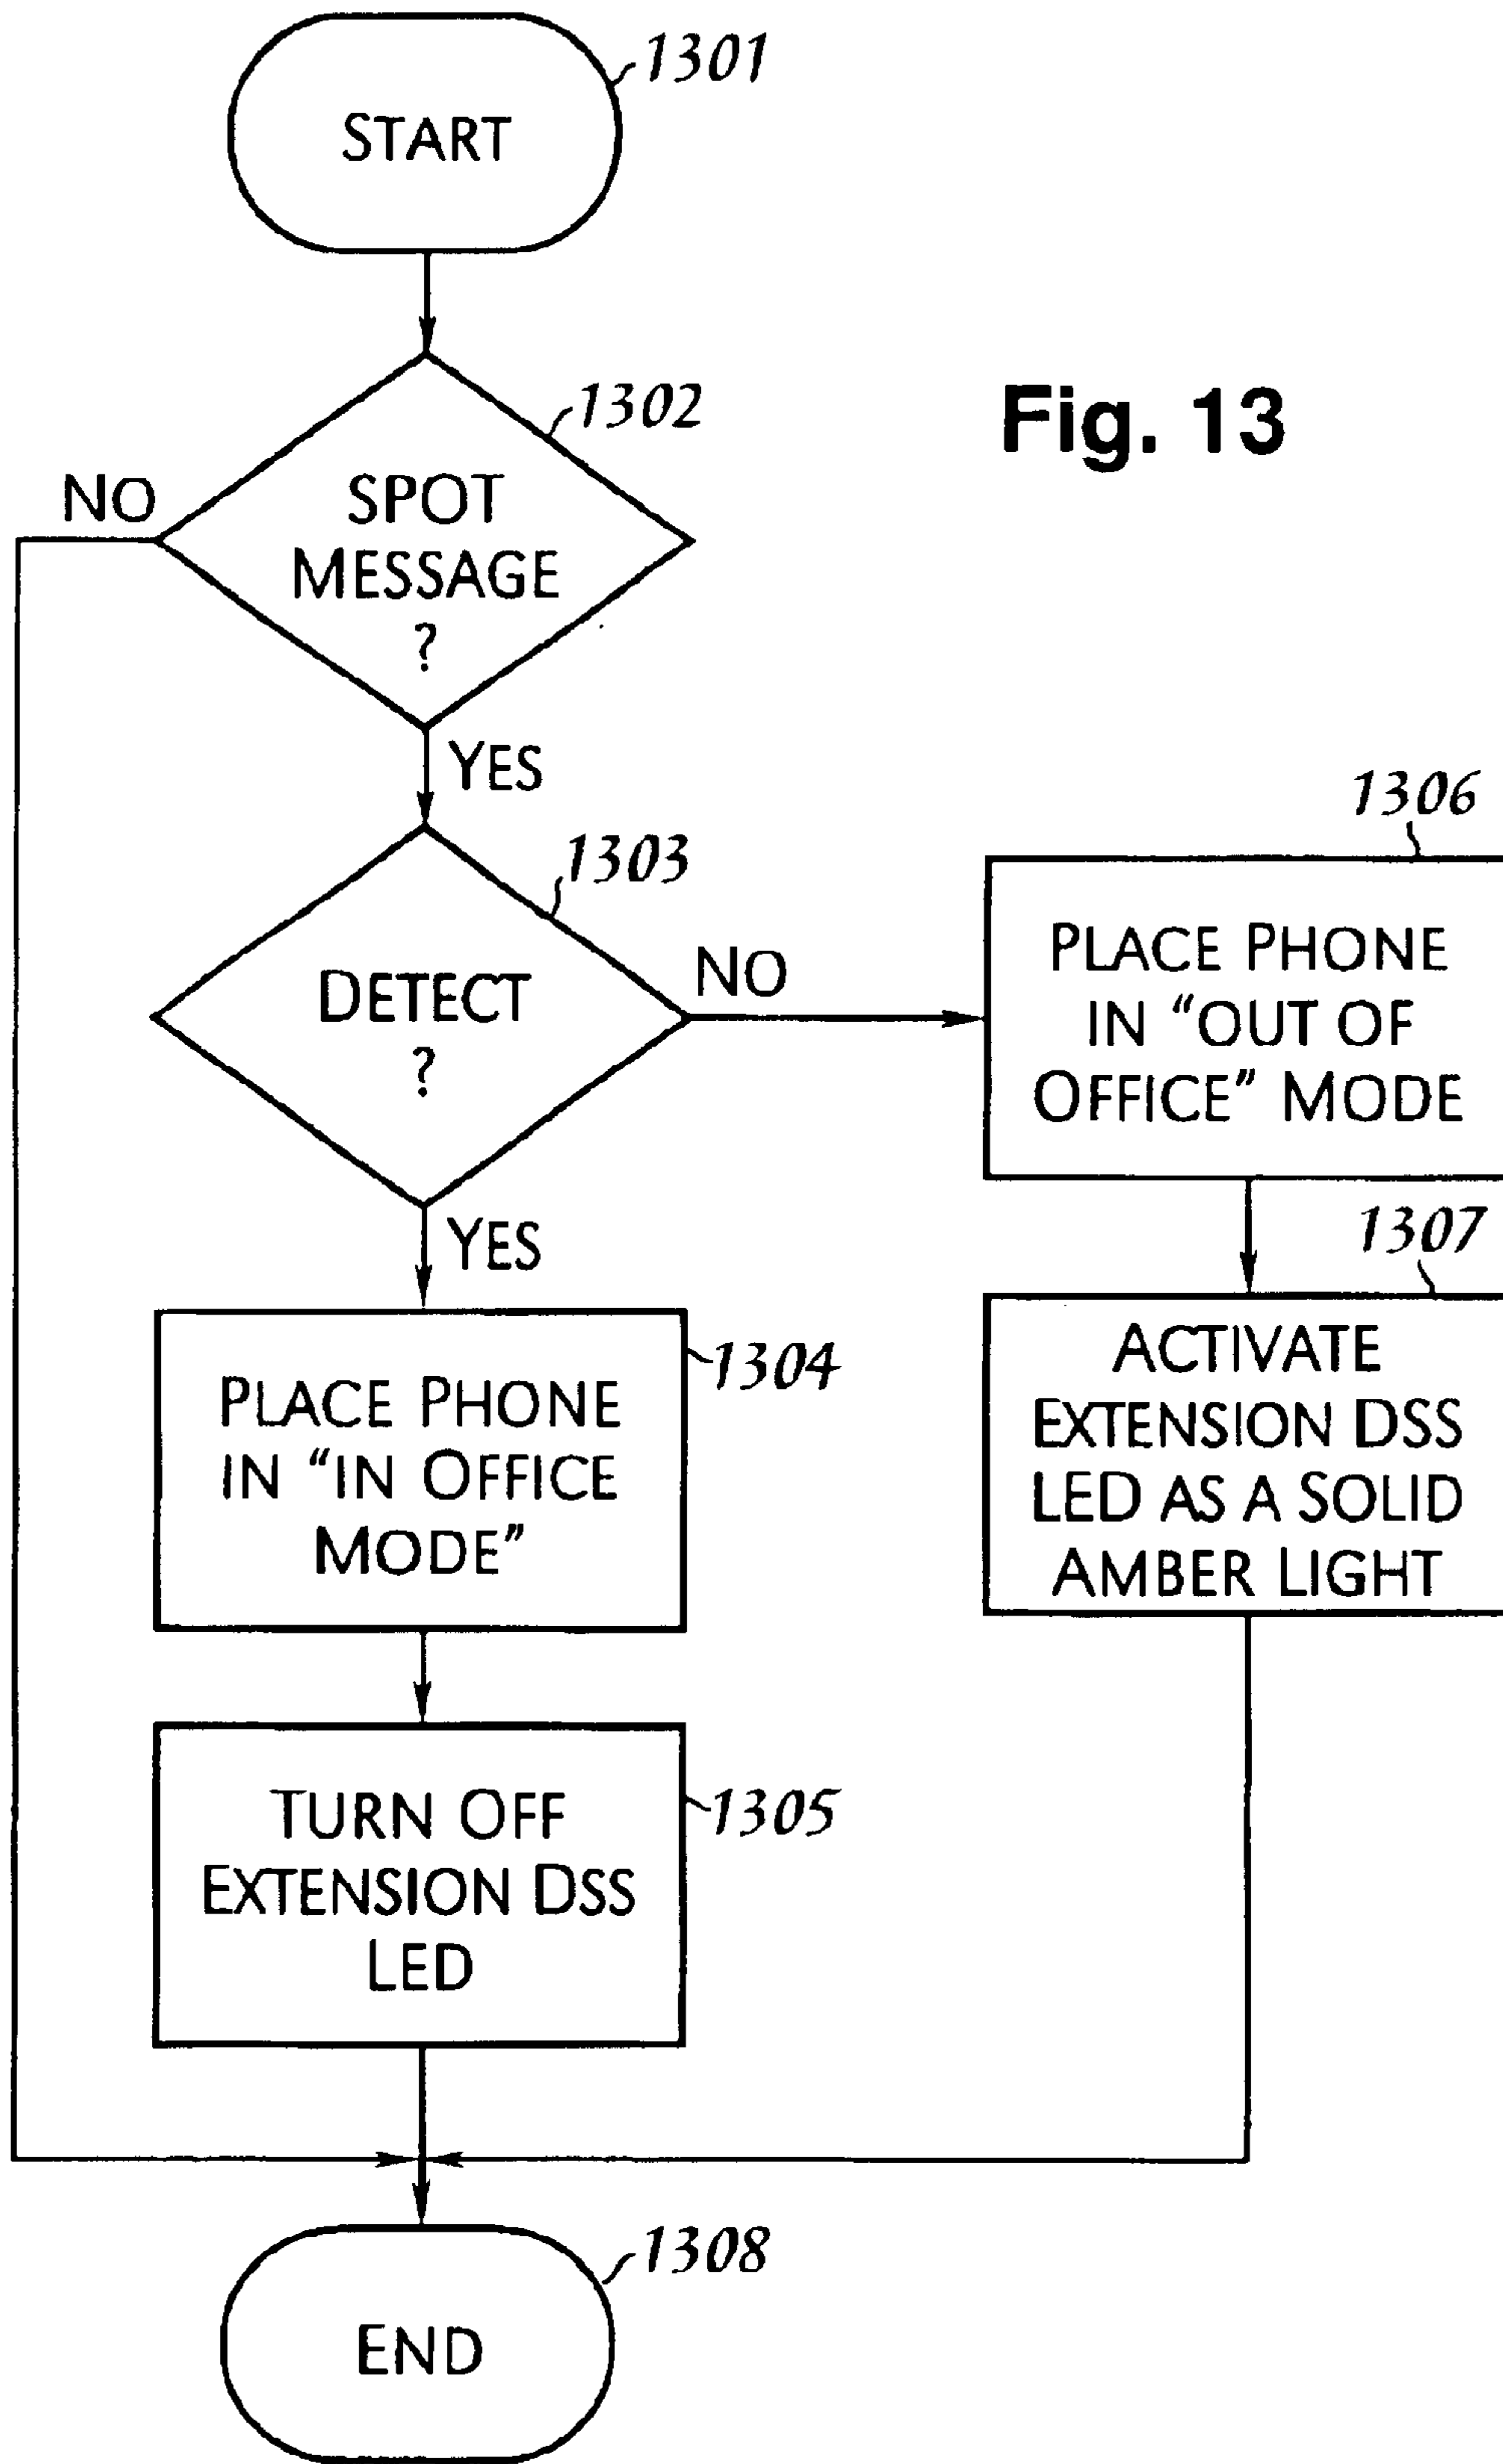 1301
START
Fig. 13
1302
NO
SPOT
MESSAGE
?
YES
1303
DETECT
?
NO
YES
1306
PLACE PHONE
IN “OUT OF
OFFICE” MODE
1307
ACTIVATE
EXTENSION DSS
LED AS A SOLID
AMBER LIGHT
1304
PLACE PHONE
IN “IN OFFICE
MODE”
1305
TURN OFF
EXTENSION DSS
LED
1308
END